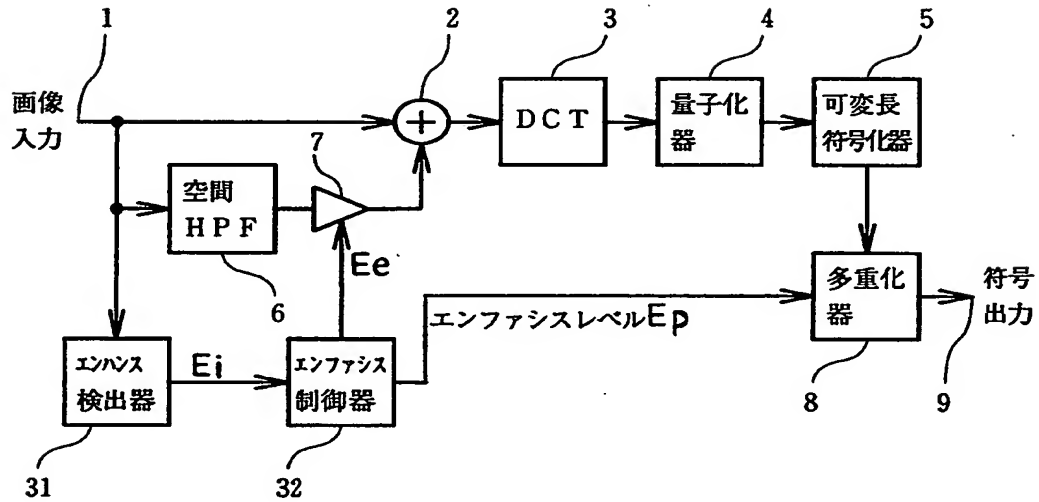 1
2
3
4
5
画像
入力
+
DCT
量子化
器
可変長
符号化器
7
空間
HPF
6
Ee
多重化
器
符号
出力
エンファシスレベルEp
エンハンス
検出器
Ei
エンファシス
制御器
8
9
31
32